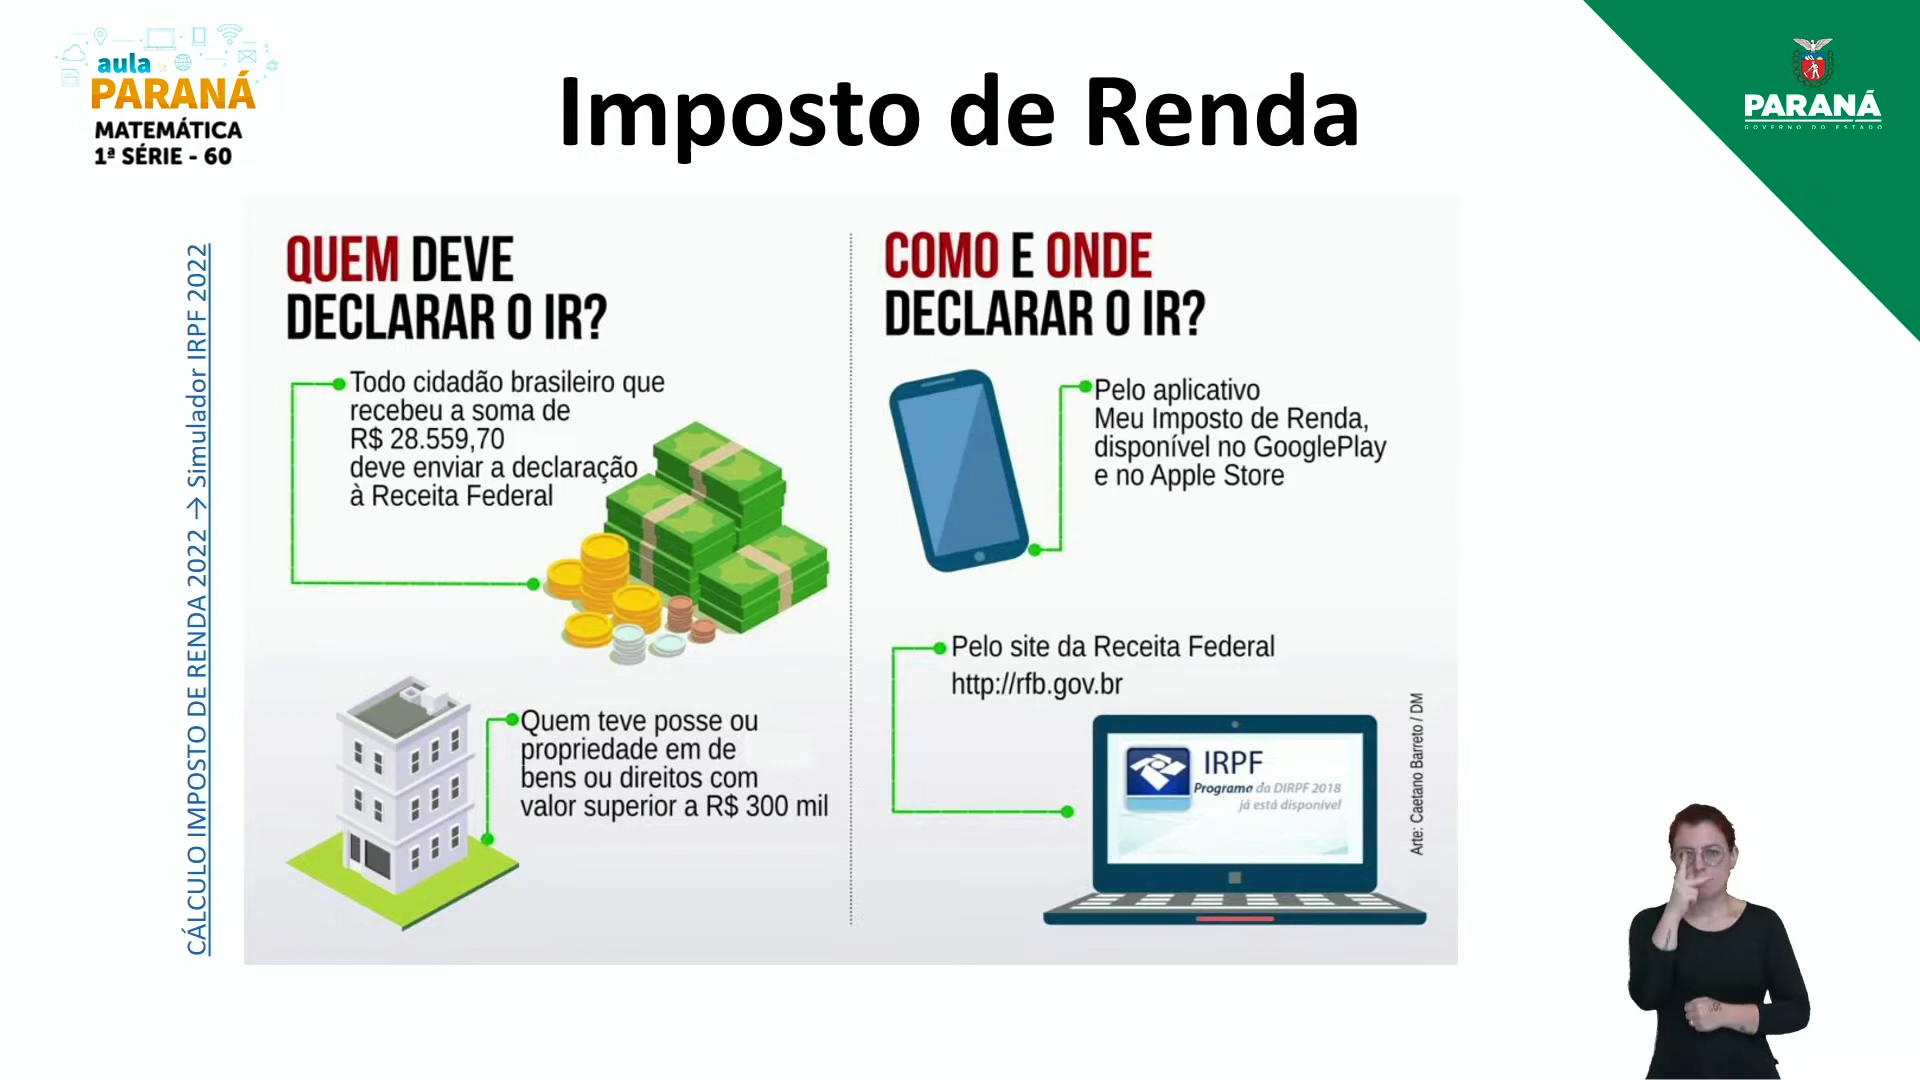 aula
PARANÁ
MATEMÁTICA
1ª SÉRIE - 60
Imposto de Renda
PARANÁ
GOVERNO DO ESTADO
CÁLCULO IMPOSTO DE RENDA 2022 → Simulador IRPF 2022
QUEM DEVE
DECLARAR O IR?
Todo cidadão brasileiro que
recebeu a soma de
R$ 28.559,70
deve enviar a declaração
à Receita Federal
Quem teve posse ou
propriedade em de
bens ou direitos com
valor superior a R$ 300 mil
COMO E ONDE
DECLARAR O IR?
Pelo aplicativo
Meu Imposto de Renda,
disponível no GooglePlay
e no Apple Store
Pelo site da Receita Federal
http://rfb.gov.br
IRPF
Programa da DIRPF 2018
já está disponível
Arte: Caetano Barreto / DM